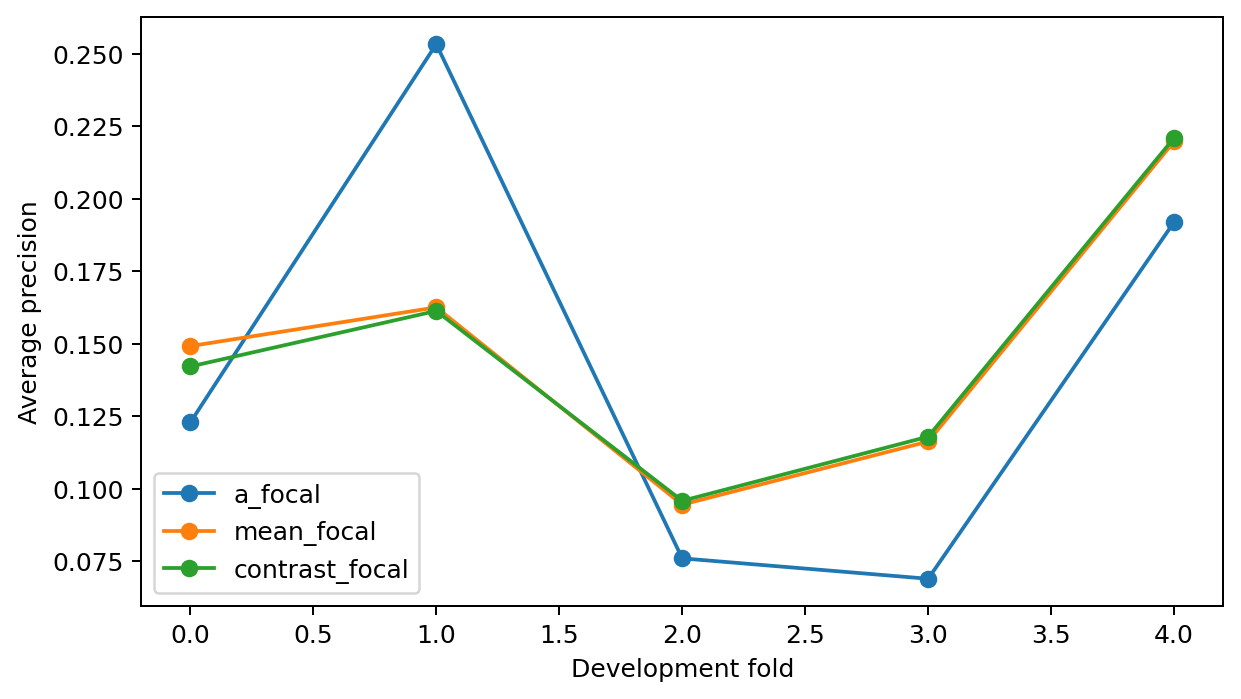 0.250
0.225
0.200
0.175
0.150
0.125
0.100
0.075
Average precision
a_focal
mean_focal
contrast_focal
0.0 0.5 1.0 1.5 2.0 2.5 3.0 3.5 4.0
Development fold